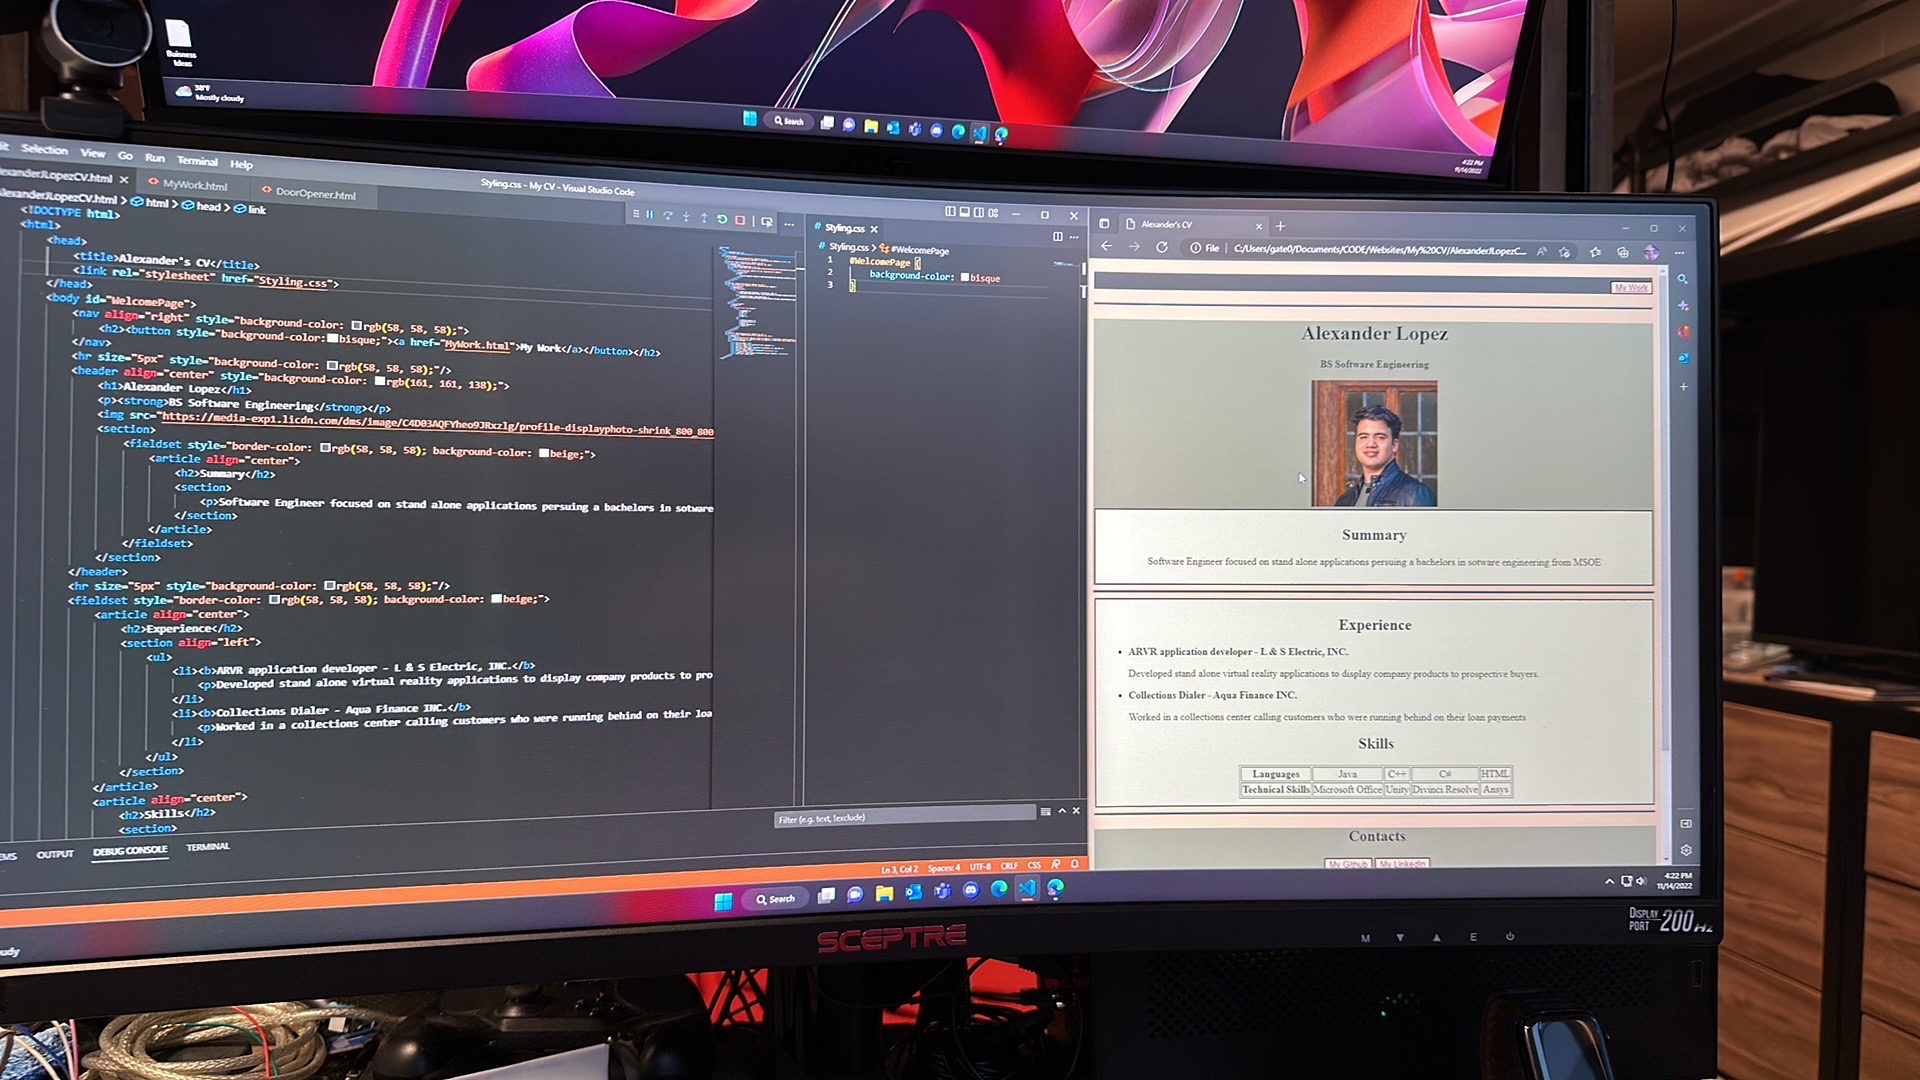 Buisness
Ideas
38°F
Mostly cloudy
Search
4:21 PM
11/14/2022
Selection View Go Run Terminal Help
Styling.css - My CV - Visual Studio Code
exanderJLopezCV.html
MyWork.html
DoorOpener.html
AlexanderJLopezCV.html > html > head > link
<!DOCTYPE html>
<html>
<head>
<title>Alexander's CV</title>
<link rel="stylesheet" href="Styling.css">
</head>
<body id="WelcomePage">
<nav align="right" style="background-color: rgb(58, 58, 58);">
<h2><button style="background-color: bisque;"><a href="MyWork.html">My Work</a></button></h2>
</nav>
<hr size="5px" style="background-color: rgb(58, 58, 58);"/>
<header align="center" style="background-color: rgb(161, 161, 138);">
<h1>Alexander Lopez</h1>
<p><strong>BS Software Engineering</strong></p>
<img src="https://media-exp1.licdn.com/dms/image/C4D03AQFYheo9JRxzlg/profile-displayphoto-shrink_800_800
<section>
<fieldset style="border-color: rgb(58, 58, 58); background-color: beige;">
<article align="center">
<h2>Summary</h2>
<section>
<p>Software Engineer focused on stand alone applications persuing a bachelors in sotware
</section>
</article>
</fieldset>
</section>
</header>
<hr size="5px" style="background-color: rgb(58, 58, 58);"/>
<fieldset style="border-color: rgb(58, 58, 58); background-color: beige;">
<article align="center">
<h2>Experience</h2>
<section align="left">
<ul>
<li><b>ARVR application developer - L & S Electric, INC.</b>
<p>Developed stand alone virtual reality applications to display company products to pro
</li>
<li><b>Collections Dialer - Aqua Finance INC.</b>
<p>Worked in a collections center calling customers who were running behind on their loa
</li>
</ul>
</section>
</article>
<article align="center">
<h2>Skills</h2>
<section>
Styling.css
Styling.css > #WelcomePage
1 #WelcomePage {
2 background-color: bisque
3 }
Filter (e.g. text, !exclude)
EMS OUTPUT DEBUG CONSOLE TERMINAL
Ln 3, Col 2 Spaces: 4 UTF-8 CRLF CSS
Alexander's CV
File C:/Users/gate0/Documents/CODE/Websites/My%20CV/AlexanderJLopezC...
My Work
Alexander Lopez
BS Software Engineering
Summary
Software Engineer focused on stand alone applications persuing a bachelors in sotware engineering from MSOE
Experience
• ARVR application developer - L & S Electric, INC.
Developed stand alone virtual reality applications to display company products to prospective buyers.
• Collections Dialer - Aqua Finance INC.
Worked in a collections center calling customers who were running behind on their loan payments
Skills
Languages Java C++ C# HTML
Technical Skills Microsoft Office Unity Divinci Resolve Ansys
Contacts
My Github My LinkedIn
Search
4:22 PM
11/14/2022
oudy
SCEPTRE
M ▼ ▲ E
DISPLAY
PORT 200Hz